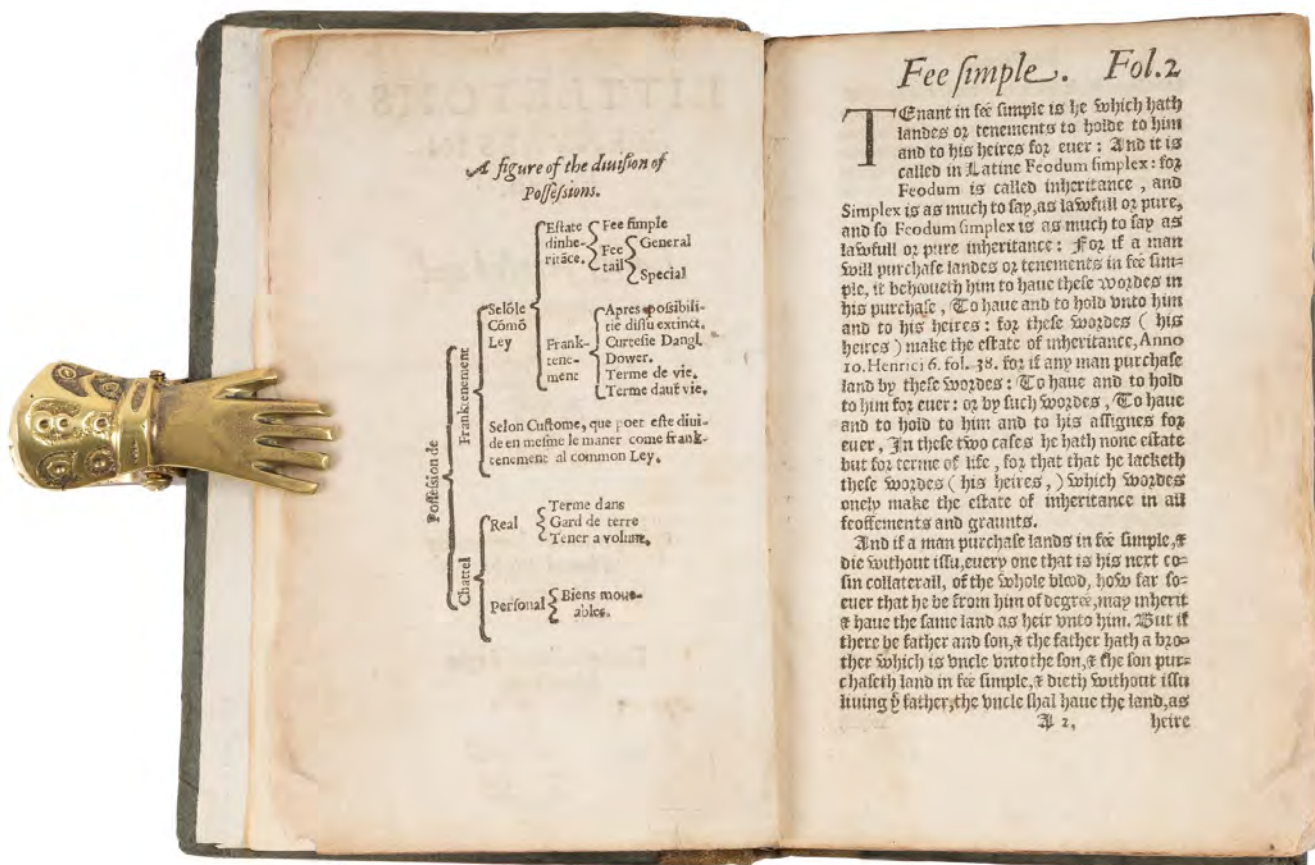 A figure of the diuiſion of
Poſſeſsions.
Poſſeſsion de
Franktenement
Selõle
Cõmõ
Ley
Eſtate
dinhe-
ritãce.
Fee ſimple
Fee
tail
General
Special
Frank-
tene-
ment
Apres poſsibili-
tie diſſu extinct.
Curteſie Dangl.
Dower.
Terme de vie.
Terme daut̃ vie.
Selon Cuſtome, que poet eſte diui-
de en meſme le maner come frank-
tenement al common Ley.
Chattel
Real
Terme dans
Gard de terre
Tener a volunt.
Perſonal
Biens moue-
ables.
Fee ſimple. Fol.2
TEnant in feé ſimple is he which hath
landes or tenements to holde to him
and to his heires for euer: And it is
called in Latine Feodum ſimplex: for
Feodum is called inheritance, and
Simplex is as much to ſay,as lawfull or pure,
and ſo Feodum ſimplex is as much to ſay as
lawfull or pure inheritance: For if a man
will purchaſe landes or tenements in feé ſim=
ple, it behoueth him to haue theſe wordes in
his purchaſe, To haue and to hold vnto him
and to his heires: for theſe wordes ( his
heires ) make the eſtate of inheritance, Anno
10.Henrici 6. fol. 38. for if any man purchaſe
land by theſe wordes: To haue and to hold
to him for euer: or by ſuch wordes, To haue
and to hold to him and to his aſſignes for
euer, In theſe two caſes he hath none eſtate
but for terme of life, for that that he lacketh
theſe wordes ( his heires, ) which wordes
onely make the eſtate of inheritance in all
feoffements and graunts.
And if a man purchaſe lands in feé ſimple,&
die without iſſu,euery one that is his next co-
ſin collaterall, of the whole blood, how far ſo=
euer that he be from him of degreé,may inherit
& haue the ſame land as heir vnto him. But if
there be father and ſon,& the father hath a bro=
ther which is vncle vnto the ſon,& the ſon pur=
chaſeth land in feé ſimple,& dieth without iſſu
liuing yͤ father,the vncle ſhal haue the land,as
A 2. heire